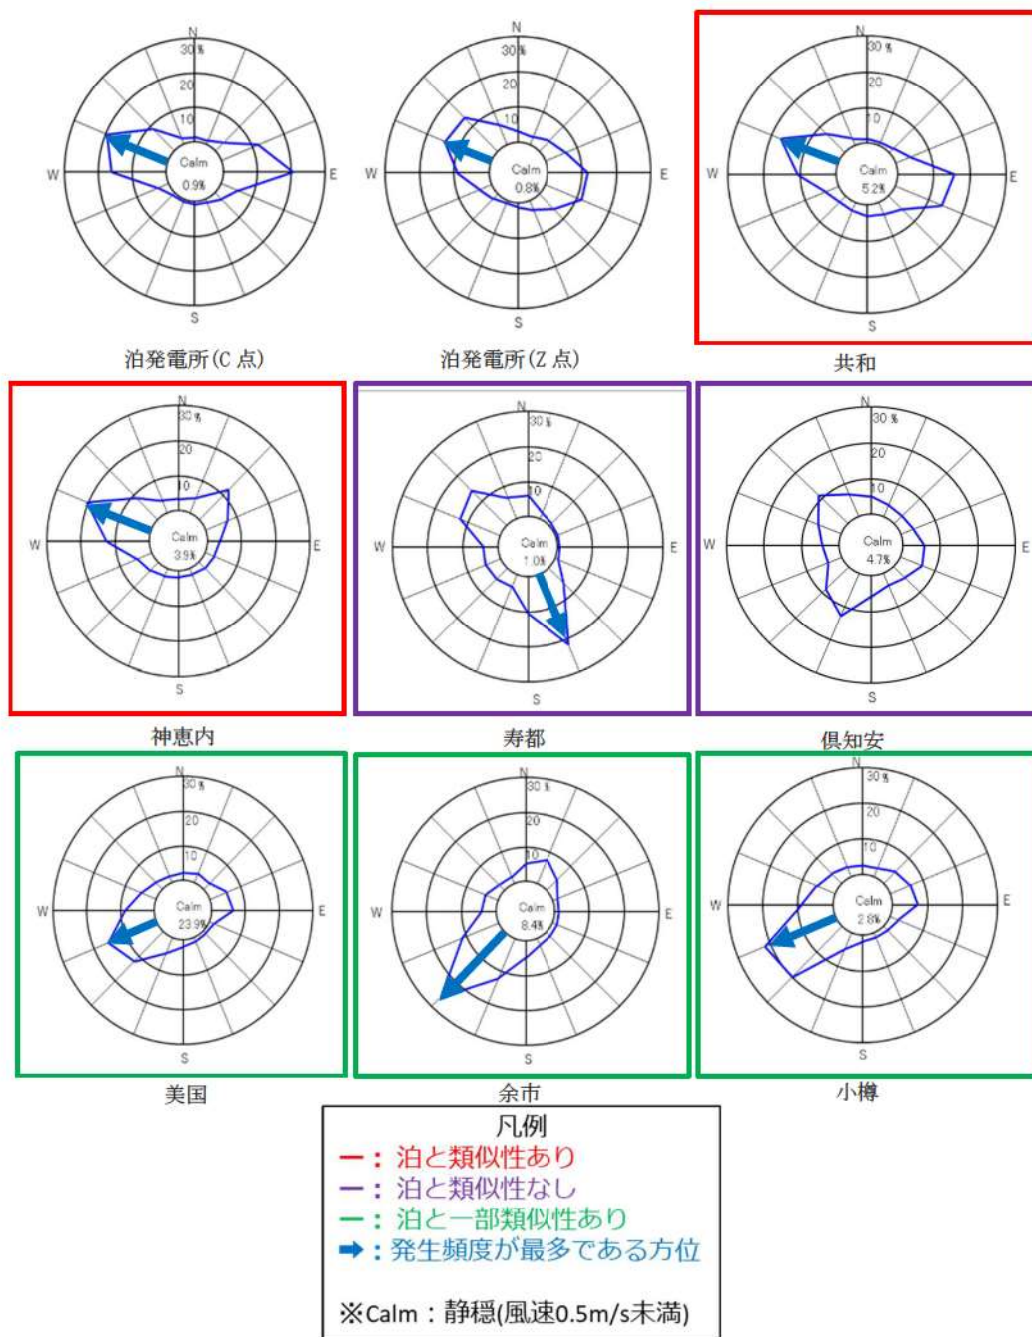 N
30%
20
10
W
Calm
0.9%
E
S
泊発電所(C 点)
N
30%
20
10
W
Calm
0.8%
E
S
泊発電所(Z 点)
N
30%
20
10
W
Calm
5.2%
E
S
共和
N
30%
20
10
W
Calm
3.9%
E
S
神恵内
N
30%
20
10
W
Calm
1.0%
E
S
寿都
N
30%
20
10
W
Calm
4.7%
E
S
倶知安
N
30%
20
10
W
Calm
23.9%
E
S
美国
N
30%
20
10
W
Calm
8.4%
E
S
余市
N
30%
20
10
W
Calm
2.8%
E
S
小樽
凡例
ー：泊と類似性あり
ー：泊と類似性なし
ー：泊と一部類似性あり
➡：発生頻度が最多である方位
※Calm：静穏(風速0.5m/s未満)